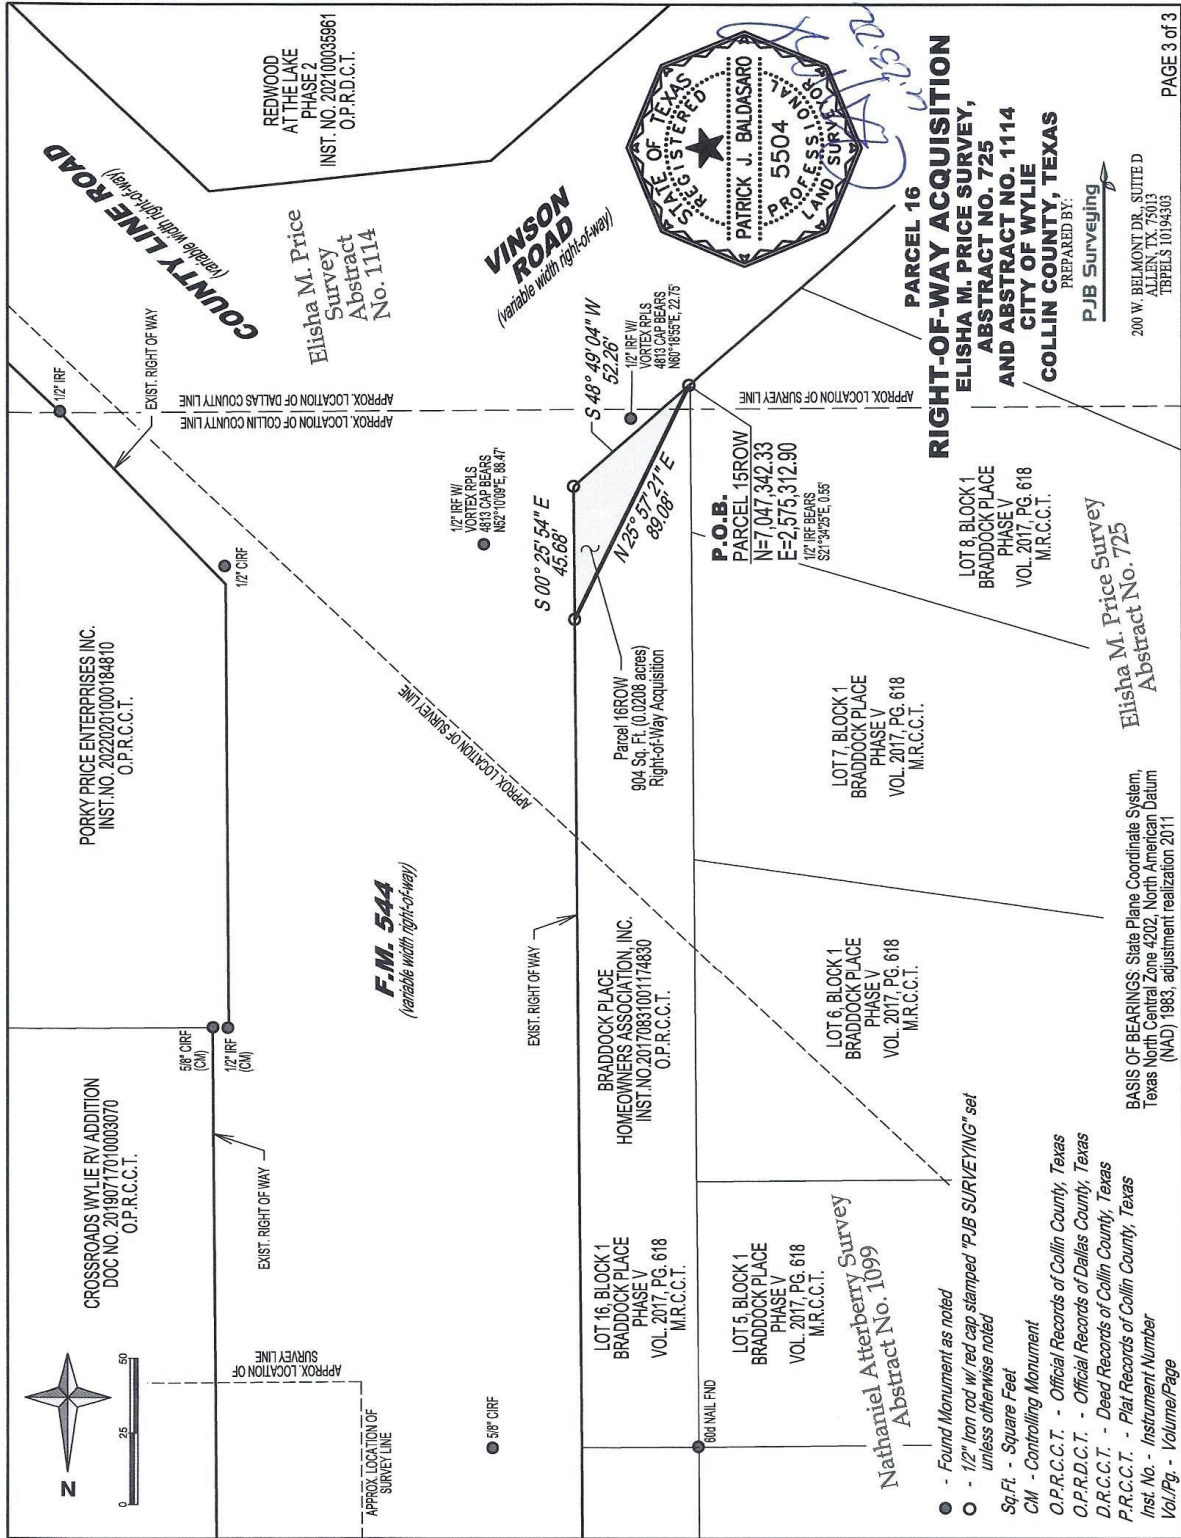 N
0 25 50
APPROX. LOCATION OF
SURVEY LINE
APPROX. LOCATION OF
SURVEY LINE
CROSSROADS WYLIE RV ADDITION
DOC NO. 20190717010003070
O.P.R.C.C.T.
EXIST. RIGHT OF WAY
5/8" CIRF
(CM)
1/2" IRF
(CM)
PORKY PRICE ENTERPRISES INC.
INST.NO. 20220201000184810
O.P.R.C.C.T.
1/2" CIRF
EXIST. RIGHT OF WAY
1/2" IRF
COUNTY LINE ROAD
(variable width right-of-way)
REDWOOD
AT THE LAKE
PHASE 2
INST. NO. 202100035961
O.P.R.D.C.T.
APPROX. LOCATION OF COLLIN COUNTY LINE
APPROX. LOCATION OF DALLAS COUNTY LINE
Elisha M. Price
Survey
Abstract
No. 1114
5/8" CIRF
F.M. 544
(variable width right-of-way)
APPROX. LOCATION OF SURVEY LINE
1/2" IRF W/
VORTEX RPLS
4813 CAP BEARS
N52°10'09"E, 88.47'
VINSON
ROAD
(variable width right-of-way)
EXIST. RIGHT OF WAY
S 00° 25' 54" E
45.68'
S 48° 49' 04" W
52.26'
1/2" IRF W/
VORTEX RPLS
4813 CAP BEARS
N60°18'55"E, 22.75'
N 25° 57' 21" E
89.08'
Parcel 16ROW
904 Sq. Ft. (0.0208 acres)
Right-of-Way Acquisition
LOT 16, BLOCK 1
BRADDOCK PLACE
PHASE V
VOL. 2017, PG. 618
M.R.C.C.T.
BRADDOCK PLACE
HOMEOWNERS ASSOCIATION, INC.
INST.NO.20170831001174830
O.P.R.C.C.T.
P.O.B.
PARCEL 15ROW
N=7,047,342.33
E=2,575,312.90
1/2" IRF BEARS
S21°34'25"E, 0.55'
APPROX. LOCATION OF SURVEY LINE
STATE OF TEXAS
REGISTERED
PATRICK J. BALDASARO
5504
PROFESSIONAL
LAND SURVEYOR
60d NAIL FND
LOT 5, BLOCK 1
BRADDOCK PLACE
PHASE V
VOL. 2017, PG. 618
M.R.C.C.T.
LOT 6, BLOCK 1
BRADDOCK PLACE
PHASE V
VOL. 2017, PG. 618
M.R.C.C.T.
LOT 7, BLOCK 1
BRADDOCK PLACE
PHASE V
VOL. 2017, PG. 618
M.R.C.C.T.
LOT 8, BLOCK 1
BRADDOCK PLACE
PHASE V
VOL. 2017, PG. 618
M.R.C.C.T.
Nathaniel Atterberry Survey
Abstract No. 1099
Elisha M. Price Survey
Abstract No. 725
- Found Monument as noted
- 1/2" iron rod w/ red cap stamped "PJB SURVEYING" set
unless otherwise noted
Sq.Ft. - Square Feet
CM - Controlling Monument
O.P.R.C.C.T. - Official Records of Collin County, Texas
O.P.R.D.C.T. - Official Records of Dallas County, Texas
D.R.C.C.T. - Deed Records of Collin County, Texas
P.R.C.C.T. - Plat Records of Collin County, Texas
Inst. No. - Instrument Number
Vol./Pg. - Volume/Page
BASIS OF BEARINGS: State Plane Coordinate System,
Texas North Central Zone 4202, North American Datum
(NAD) 1983, adjustment realization 2011
PARCEL 16
RIGHT-OF-WAY ACQUISITION
ELISHA M. PRICE SURVEY,
ABSTRACT NO. 725
AND ABSTRACT NO. 1114
CITY OF WYLIE
COLLIN COUNTY, TEXAS
PREPARED BY:
PJB Surveying
200 W. BELMONT DR., SUITE D
ALLEN, TX. 75013
TBPELS 10194303
PAGE 3 of 3